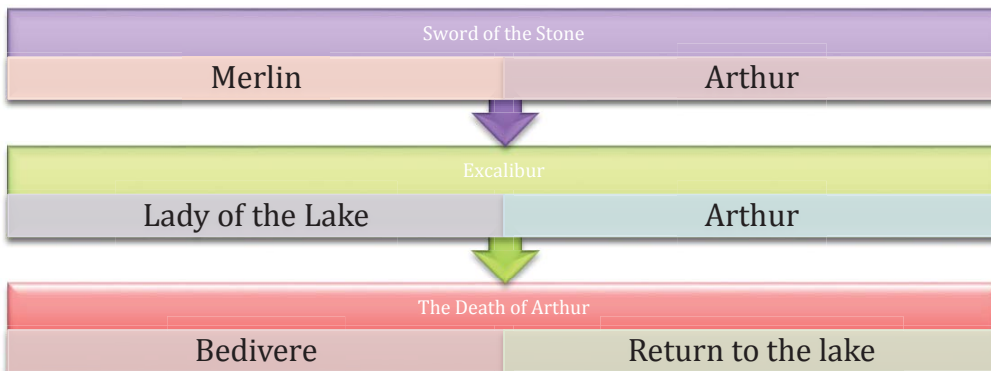 Sword of the Stone
Merlin
Arthur
Excalibur
Lady of the Lake
Arthur
The Death of Arthur
Bedivere
Return to the lake